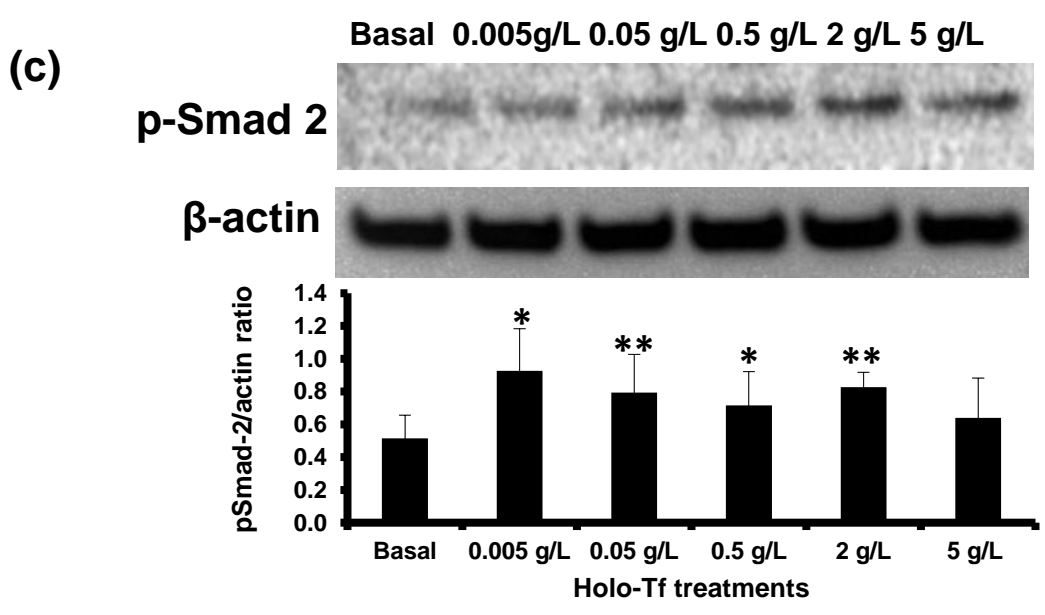 Basal 0.005g/L 0.05 g/L 0.5 g/L 2 g/L 5 g/L
(c)
p-Smad 2
β-actin
pSmad-2/actin ratio
1.4
1.2
1.0
0.8
0.6
0.4
0.2
0.0
* ** * **
Basal 0.005 g/L 0.05 g/L 0.5 g/L 2 g/L 5 g/L
Holo-Tf treatments